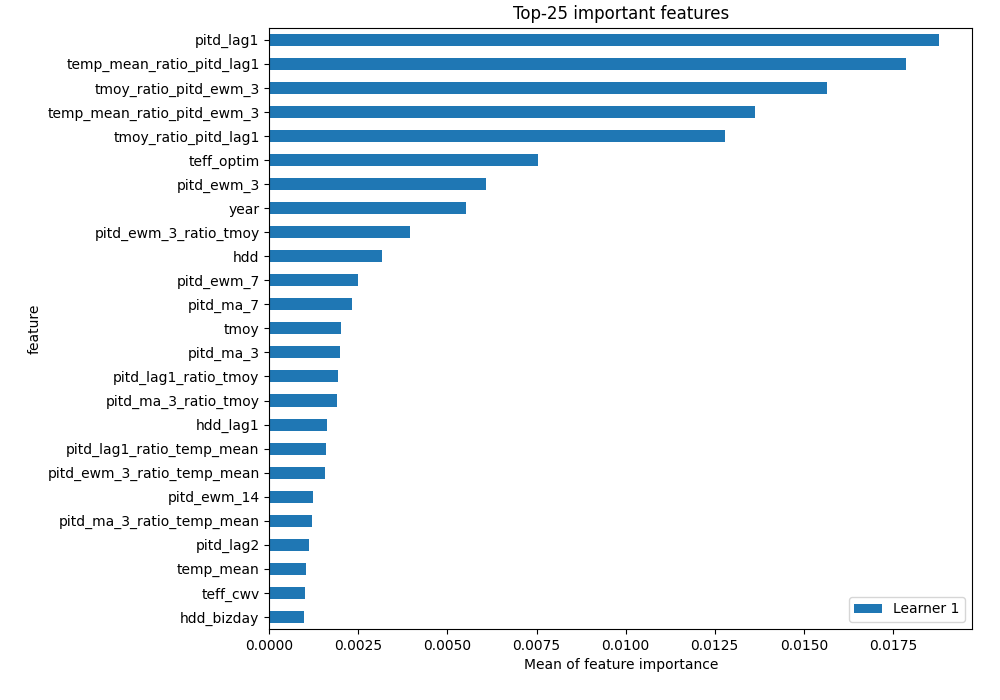 Top-25 important features
pitd_lag1
temp_mean_ratio_pitd_lag1
tmoy_ratio_pitd_ewm_3
temp_mean_ratio_pitd_ewm_3
tmoy_ratio_pitd_lag1
teff_optim
pitd_ewm_3
year
pitd_ewm_3_ratio_tmoy
hdd
pitd_ewm_7
pitd_ma_7
tmoy
pitd_ma_3
pitd_lag1_ratio_tmoy
pitd_ma_3_ratio_tmoy
hdd_lag1
pitd_lag1_ratio_temp_mean
pitd_ewm_3_ratio_temp_mean
pitd_ewm_14
pitd_ma_3_ratio_temp_mean
pitd_lag2
temp_mean
teff_cwv
hdd_bizday
feature
Learner 1
0.0000 0.0025 0.0050 0.0075 0.0100 0.0125 0.0150 0.0175
Mean of feature importance